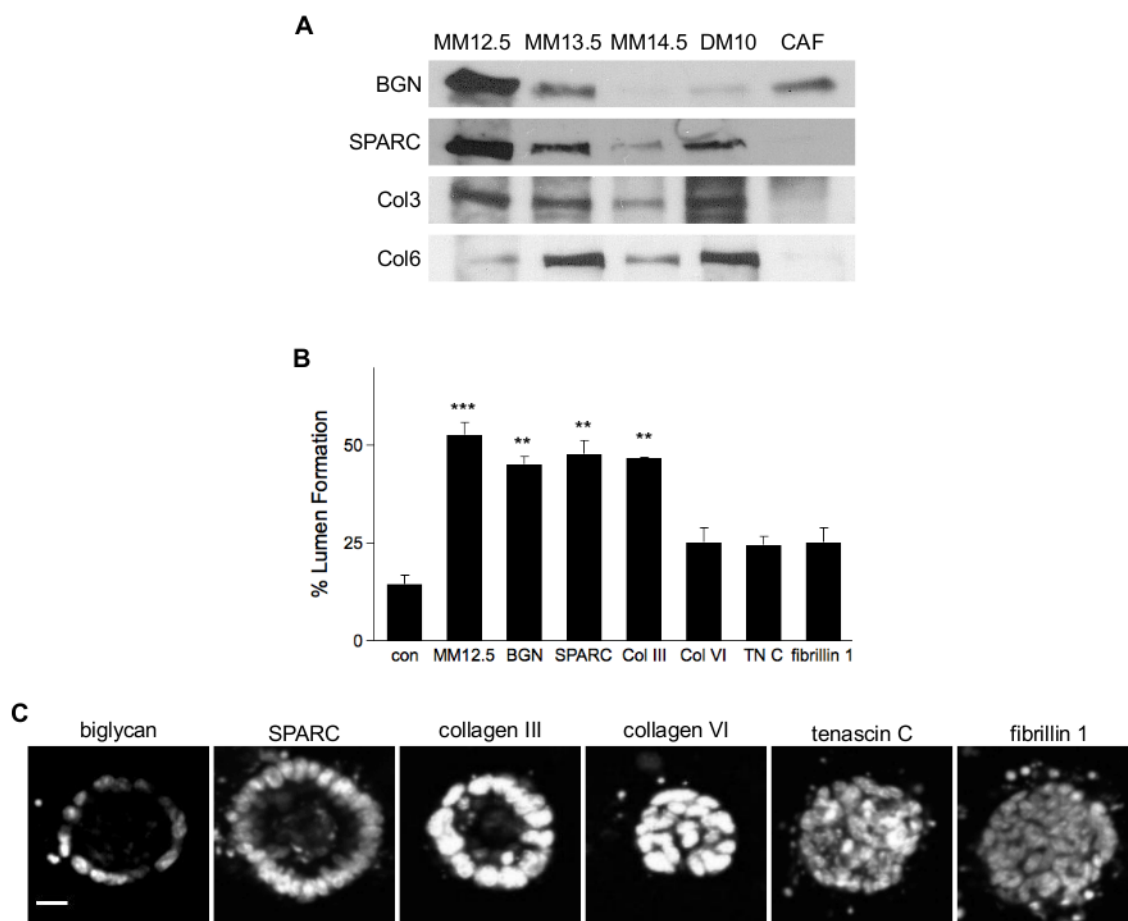 A
MM12.5 MM13.5 MM14.5 DM10 CAF
BGN
SPARC
Col3
Col6
B
% Lumen Formation
50
25
0
***
**
**
**
con MM12.5 BGN SPARC Col III Col VI TN C fibrillin 1
C
biglycan SPARC collagen III collagen VI tenascin C fibrillin 1